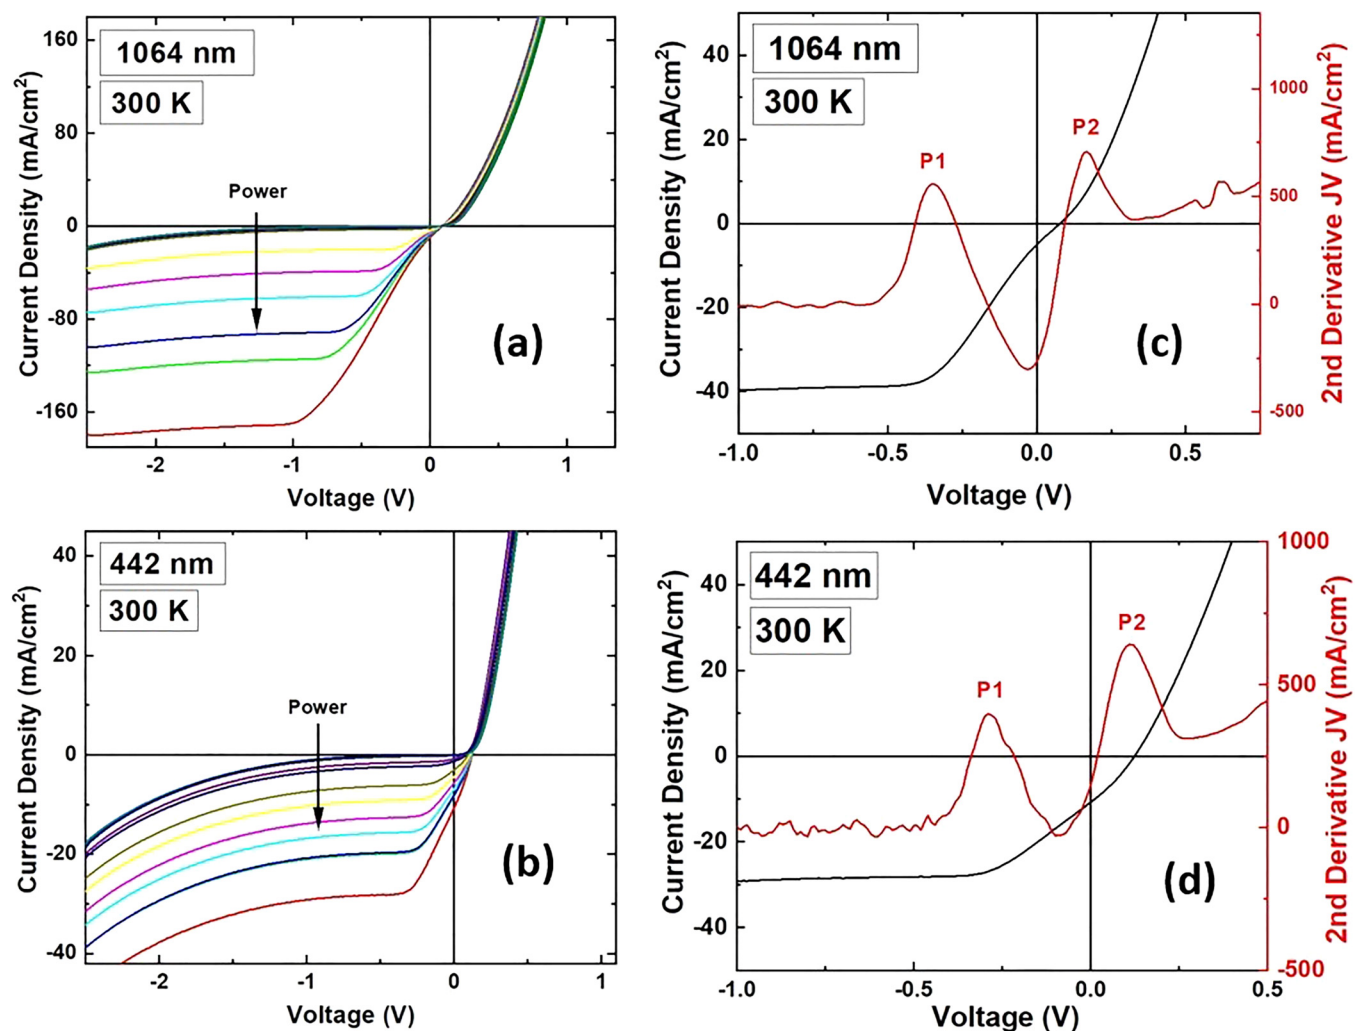 1064 nm
300 K
Power
(a)
Current Density (mA/cm²)
160
80
0
-80
-160
-2
-1
0
1
Voltage (V)
1064 nm
300 K
P1
P2
(c)
Current Density (mA/cm²)
40
20
0
-20
-40
-1.0
-0.5
0.0
0.5
Voltage (V)
1000
500
0
-500
2nd Derivative JV (mA/cm²)
442 nm
300 K
Power
(b)
Current Density (mA/cm²)
40
20
0
-20
-40
-2
-1
0
1
Voltage (V)
442 nm
300 K
P1
P2
(d)
Current Density (mA/cm²)
40
20
0
-20
-40
-1.0
-0.5
0.0
0.5
Voltage (V)
1000
500
0
-500
2nd Derivative JV (mA/cm²)